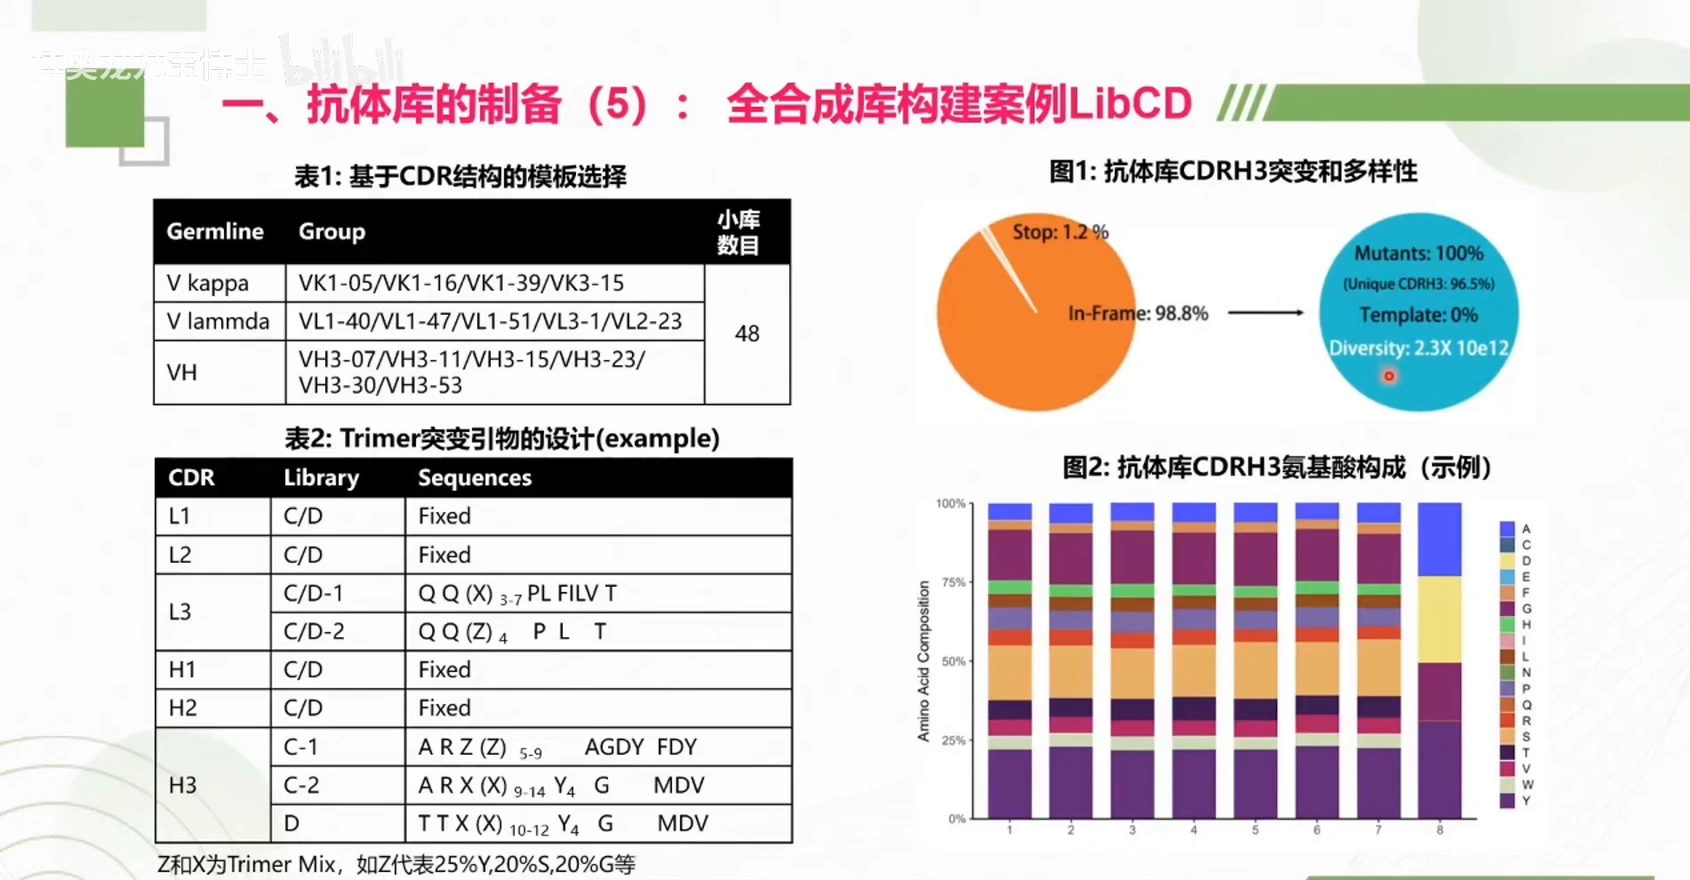 bilibili
一、抗体库的制备（5）： 全合成库构建案例LibCD
表1: 基于CDR结构的模板选择
Germline Group 小库
数目
V kappa VK1-05/VK1-16/VK1-39/VK3-15
V lammda VL1-40/VL1-47/VL1-51/VL3-1/VL2-23
48
VH VH3-07/VH3-11/VH3-15/VH3-23/
VH3-30/VH3-53
表2: Trimer突变引物的设计(example)
CDR Library Sequences
L1 C/D Fixed
L2 C/D Fixed
L3 C/D-1 Q Q (X) 3-7 PL FILV T
C/D-2 Q Q (Z) 4 P L T
H1 C/D Fixed
H2 C/D Fixed
H3 C-1 A R Z (Z) 5-9 AGDY FDY
C-2 A R X (X) 9-14 Y4 G MDV
D T T X (X) 10-12 Y4 G MDV
Z和X为Trimer Mix，如Z代表25%Y,20%S,20%G等
图1: 抗体库CDRH3突变和多样性
Stop: 1.2 %
In-Frame: 98.8%
Mutants: 100%
(Unique CDRH3: 96.5%)
Template: 0%
Diversity: 2.3X 10e12
图2: 抗体库CDRH3氨基酸构成（示例）
Amino Acid Composition
100%
75%
50%
25%
0%
1 2 3 4 5 6 7 8
A
C
D
E
F
G
H
I
L
N
P
Q
R
S
T
V
W
Y